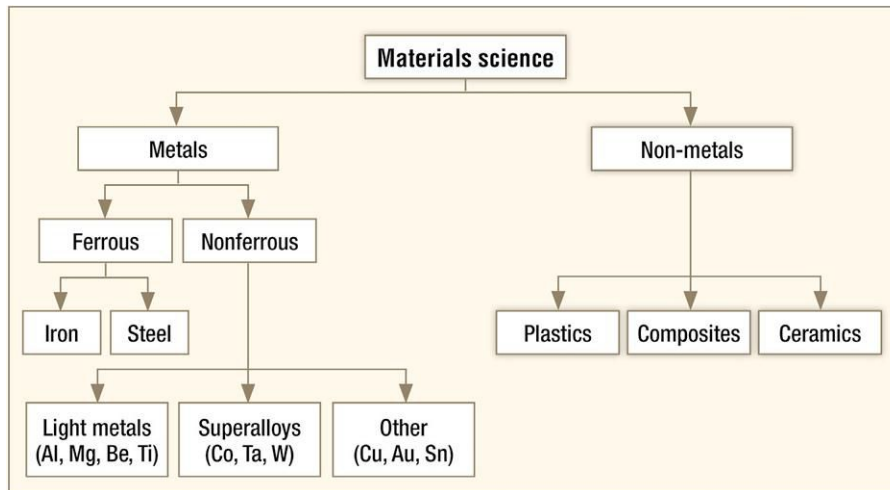 Materials science
Metals
Non-metals
Ferrous
Nonferrous
Iron
Steel
Plastics
Composites
Ceramics
Light metals
(Al, Mg, Be, Ti)
Superalloys
(Co, Ta, W)
Other
(Cu, Au, Sn)